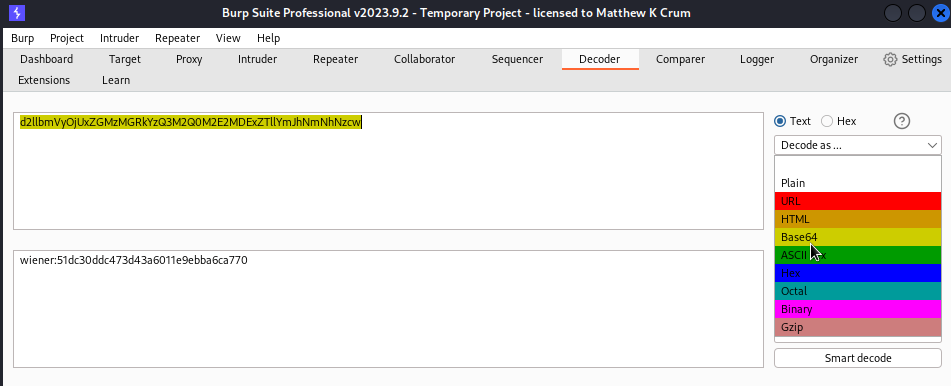 Burp Suite Professional v2023.9.2 - Temporary Project - licensed to Matthew K Crum
Burp Project Intruder Repeater View Help
Dashboard Target Proxy Intruder Repeater Collaborator Sequencer Decoder Comparer Logger Organizer Settings
Extensions Learn
d2llbmVyOjUxZGMzMGRkYzQ3M2Q0M2E2MDExZTllYmJhNmNhNzcw
Text Hex ?
Decode as ...
Plain
URL
HTML
Base64
ASCII
Hex
Octal
Binary
Gzip
Smart decode
wiener:51dc30ddc473d43a6011e9ebba6ca770